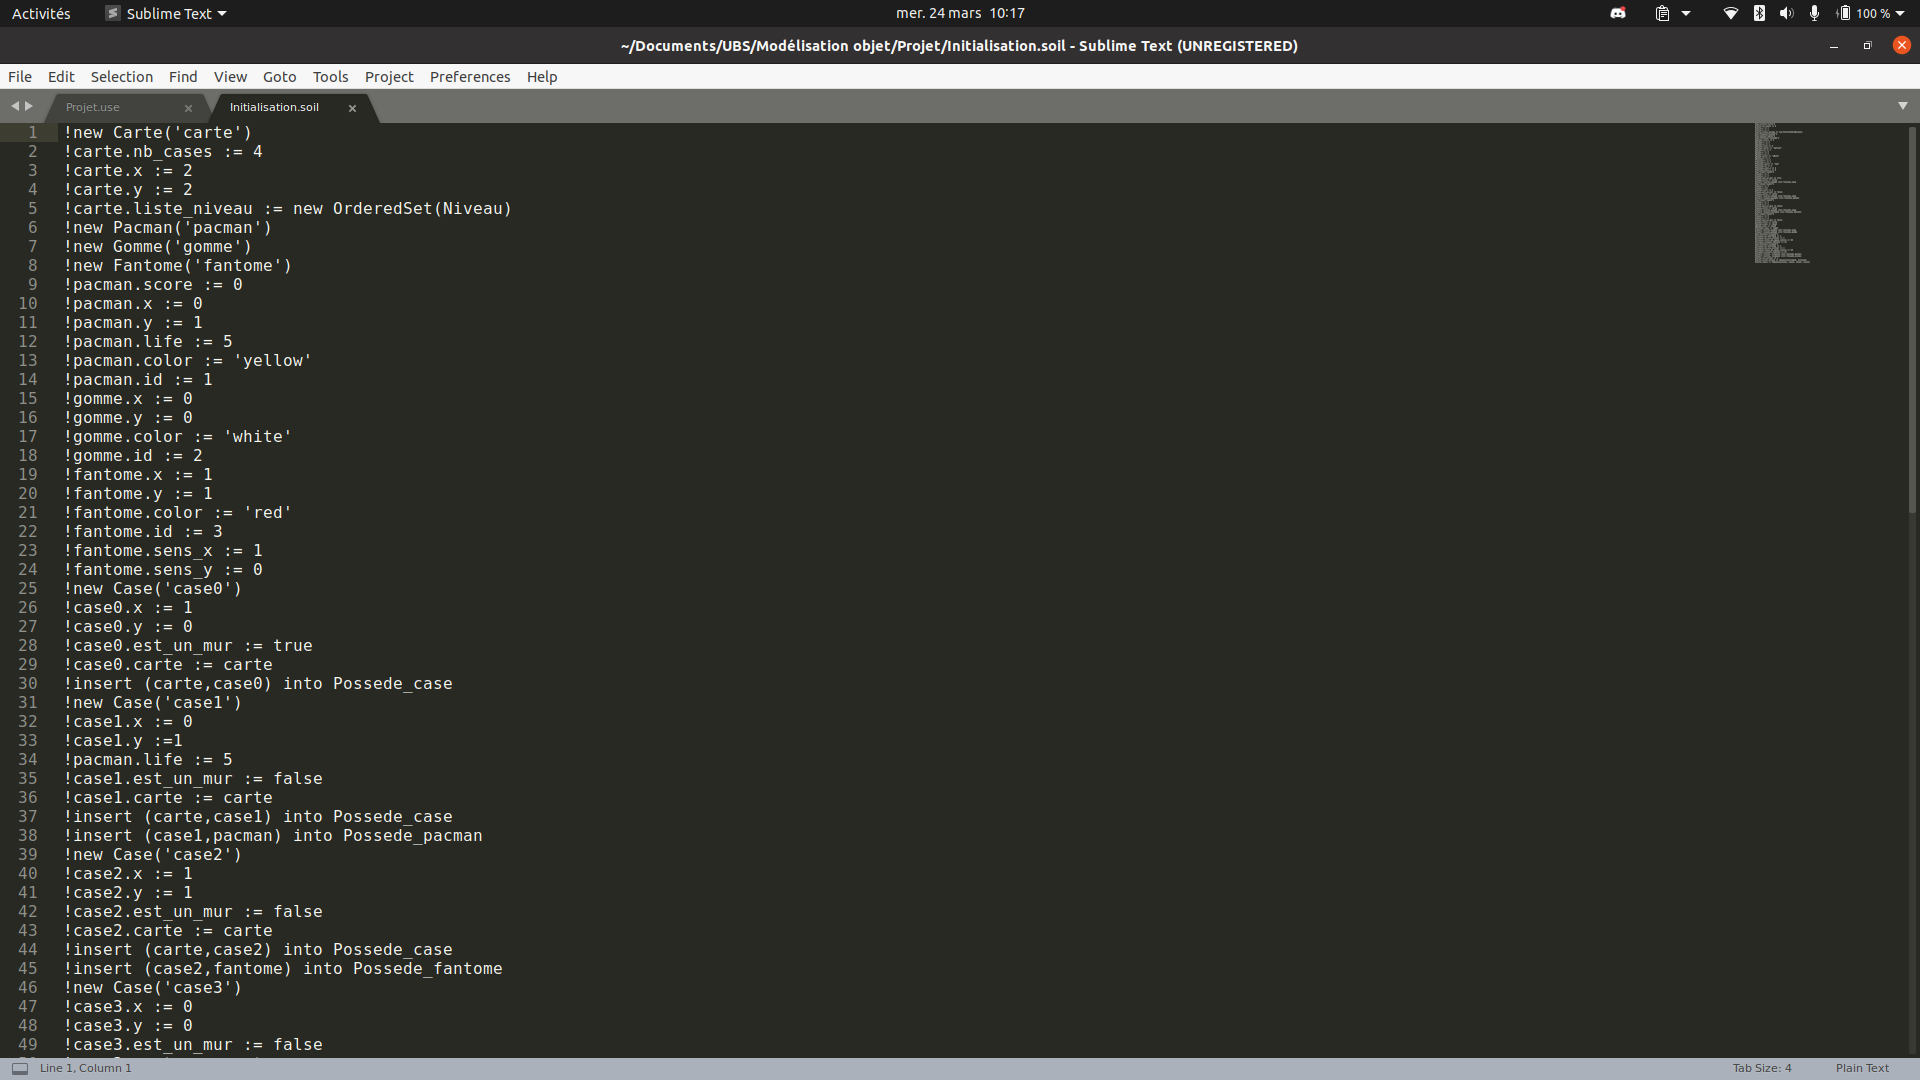 Activités
Sublime Text
mer. 24 mars 10:17
100 %
~/Documents/UBS/Modélisation objet/Projet/Initialisation.soil - Sublime Text (UNREGISTERED)
File Edit Selection Find View Goto Tools Project Preferences Help
Projet.use
Initialisation.soil
1 !new Carte('carte')
2 !carte.nb_cases := 4
3 !carte.x := 2
4 !carte.y := 2
5 !carte.liste_niveau := new OrderedSet(Niveau)
6 !new Pacman('pacman')
7 !new Gomme('gomme')
8 !new Fantome('fantome')
9 !pacman.score := 0
10 !pacman.x := 0
11 !pacman.y := 1
12 !pacman.life := 5
13 !pacman.color := 'yellow'
14 !pacman.id := 1
15 !gomme.x := 0
16 !gomme.y := 0
17 !gomme.color := 'white'
18 !gomme.id := 2
19 !fantome.x := 1
20 !fantome.y := 1
21 !fantome.color := 'red'
22 !fantome.id := 3
23 !fantome.sens_x := 1
24 !fantome.sens_y := 0
25 !new Case('case0')
26 !case0.x := 1
27 !case0.y := 0
28 !case0.est_un_mur := true
29 !case0.carte := carte
30 !insert (carte,case0) into Possede_case
31 !new Case('case1')
32 !case1.x := 0
33 !case1.y :=1
34 !pacman.life := 5
35 !case1.est_un_mur := false
36 !case1.carte := carte
37 !insert (carte,case1) into Possede_case
38 !insert (case1,pacman) into Possede_pacman
39 !new Case('case2')
40 !case2.x := 1
41 !case2.y := 1
42 !case2.est_un_mur := false
43 !case2.carte := carte
44 !insert (carte,case2) into Possede_case
45 !insert (case2,fantome) into Possede_fantome
46 !new Case('case3')
47 !case3.x := 0
48 !case3.y := 0
49 !case3.est_un_mur := false
Line 1, Column 1
Tab Size: 4
Plain Text